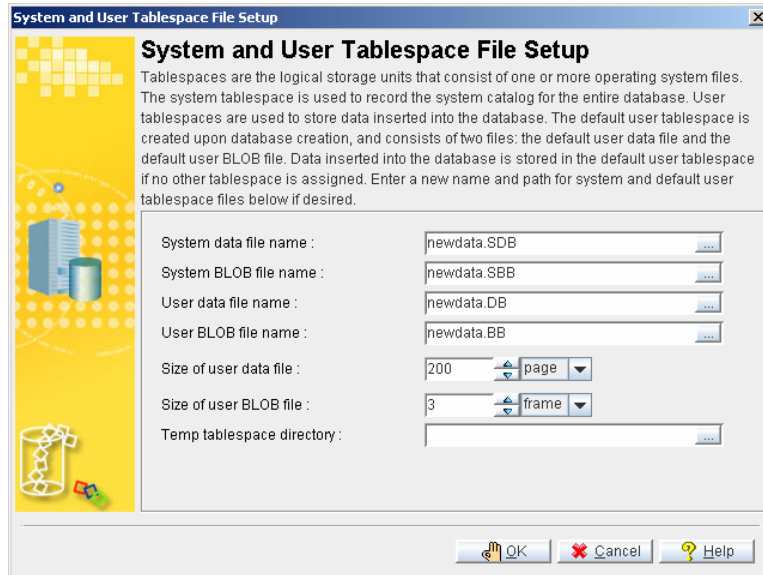 System and User Tablespace File Setup
System and User Tablespace File Setup
Tablespaces are the logical storage units that consist of one or more operating system files.
The system tablespace is used to record the system catalog for the entire database. User
tablespaces are used to store data inserted into the database. The default user tablespace is
created upon database creation, and consists of two files: the default user data file and the
default user BLOB file. Data inserted into the database is stored in the default user tablespace
if no other tablespace is assigned. Enter a new name and path for system and default user
tablespace files below if desired.
System data file name : newdata.SDB ...
System BLOB file name : newdata.SBB ...
User data file name : newdata.DB ...
User BLOB file name : newdata.BB ...
Size of user data file : 200 page
Size of user BLOB file : 3 frame
Temp tablespace directory : ...
OK Cancel Help